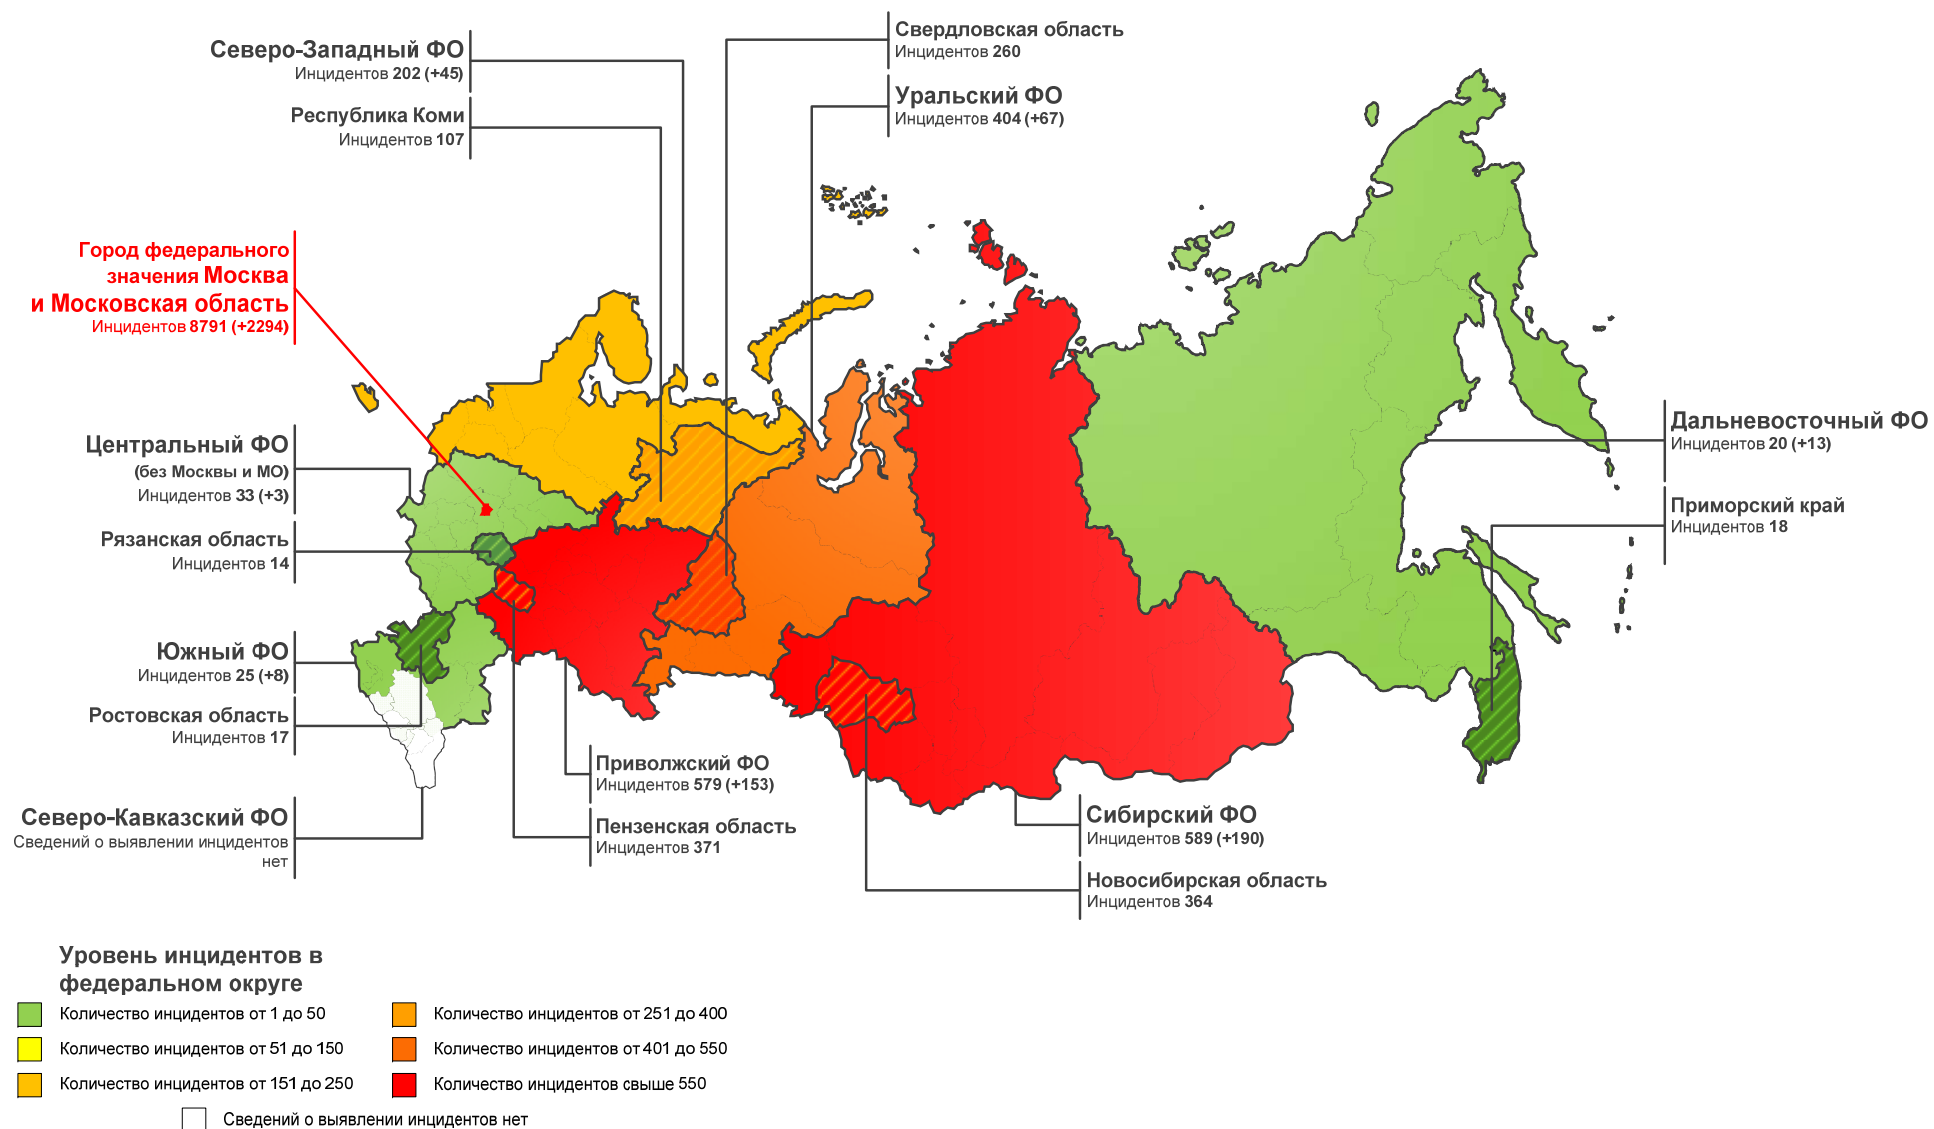 Северо-Западный ФО
Инцидентов 202 (+45)
Республика Коми
Инцидентов 107
Свердловская область
Инцидентов 260
Уральский ФО
Инцидентов 404 (+67)
Город федерального
значения Москва
и Московская область
Инцидентов 8791 (+2294)
Центральный ФО
(без Москвы и МО)
Инцидентов 33 (+3)
Рязанская область
Инцидентов 14
Южный ФО
Инцидентов 25 (+8)
Ростовская область
Инцидентов 17
Северо-Кавказский ФО
Сведений о выявлении инцидентов
нет
Приволжский ФО
Инцидентов 579 (+153)
Пензенская область
Инцидентов 371
Сибирский ФО
Инцидентов 589 (+190)
Новосибирская область
Инцидентов 364
Дальневосточный ФО
Инцидентов 20 (+13)
Приморский край
Инцидентов 18
Уровень инцидентов в
федеральном округе
Количество инцидентов от 1 до 50
Количество инцидентов от 51 до 150
Количество инцидентов от 151 до 250
Количество инцидентов от 251 до 400
Количество инцидентов от 401 до 550
Количество инцидентов свыше 550
Сведений о выявлении инцидентов нет